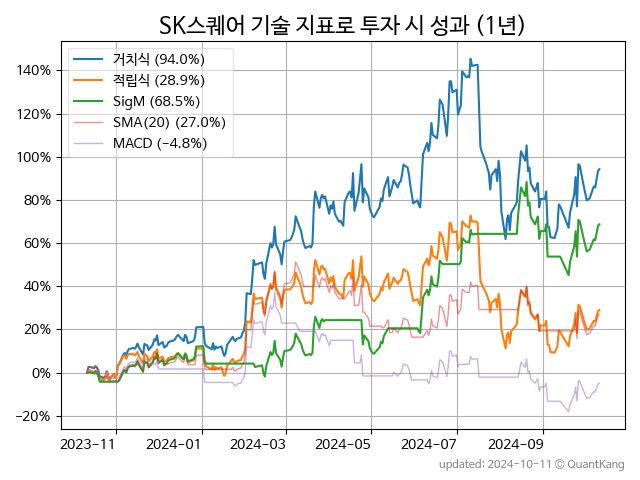 SK스퀘어 기술 지표로 투자 시 성과 (1년)
거치식 (94.0%)
적립식 (28.9%)
SigM (68.5%)
SMA(20) (27.0%)
MACD (−4.8%)
140%
120%
100%
80%
60%
40%
20%
0%
−20%
2023-11 2024-01 2024-03 2024-05 2024-07 2024-09
updated: 2024-10-11 © QuantKang